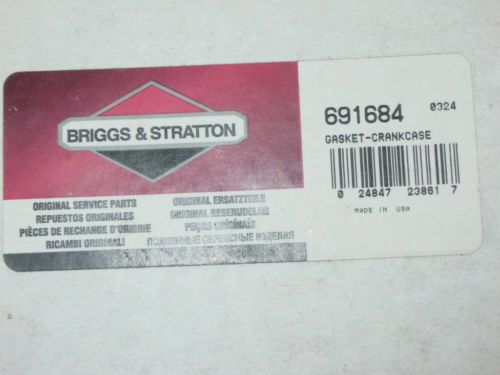 BRIGGS & STRATTON
ORIGINAL SERVICE PARTS
REPUESTOS ORIGINALES
PIÈCES DE RECHANGE D'ORIGINE
RICAMBI ORIGINALI
ORIGINAL ERSATZTEILE
ORIGINAL RESERUDELAR
PEÇAS ORIGINAIS
ПОДЛИННЫЕ СЕРВИСНЫЕ ИЗДЕЛИЯ
691684 0324
GASKET-CRANKCASE
0 24847 23861 7
MADE IN USA